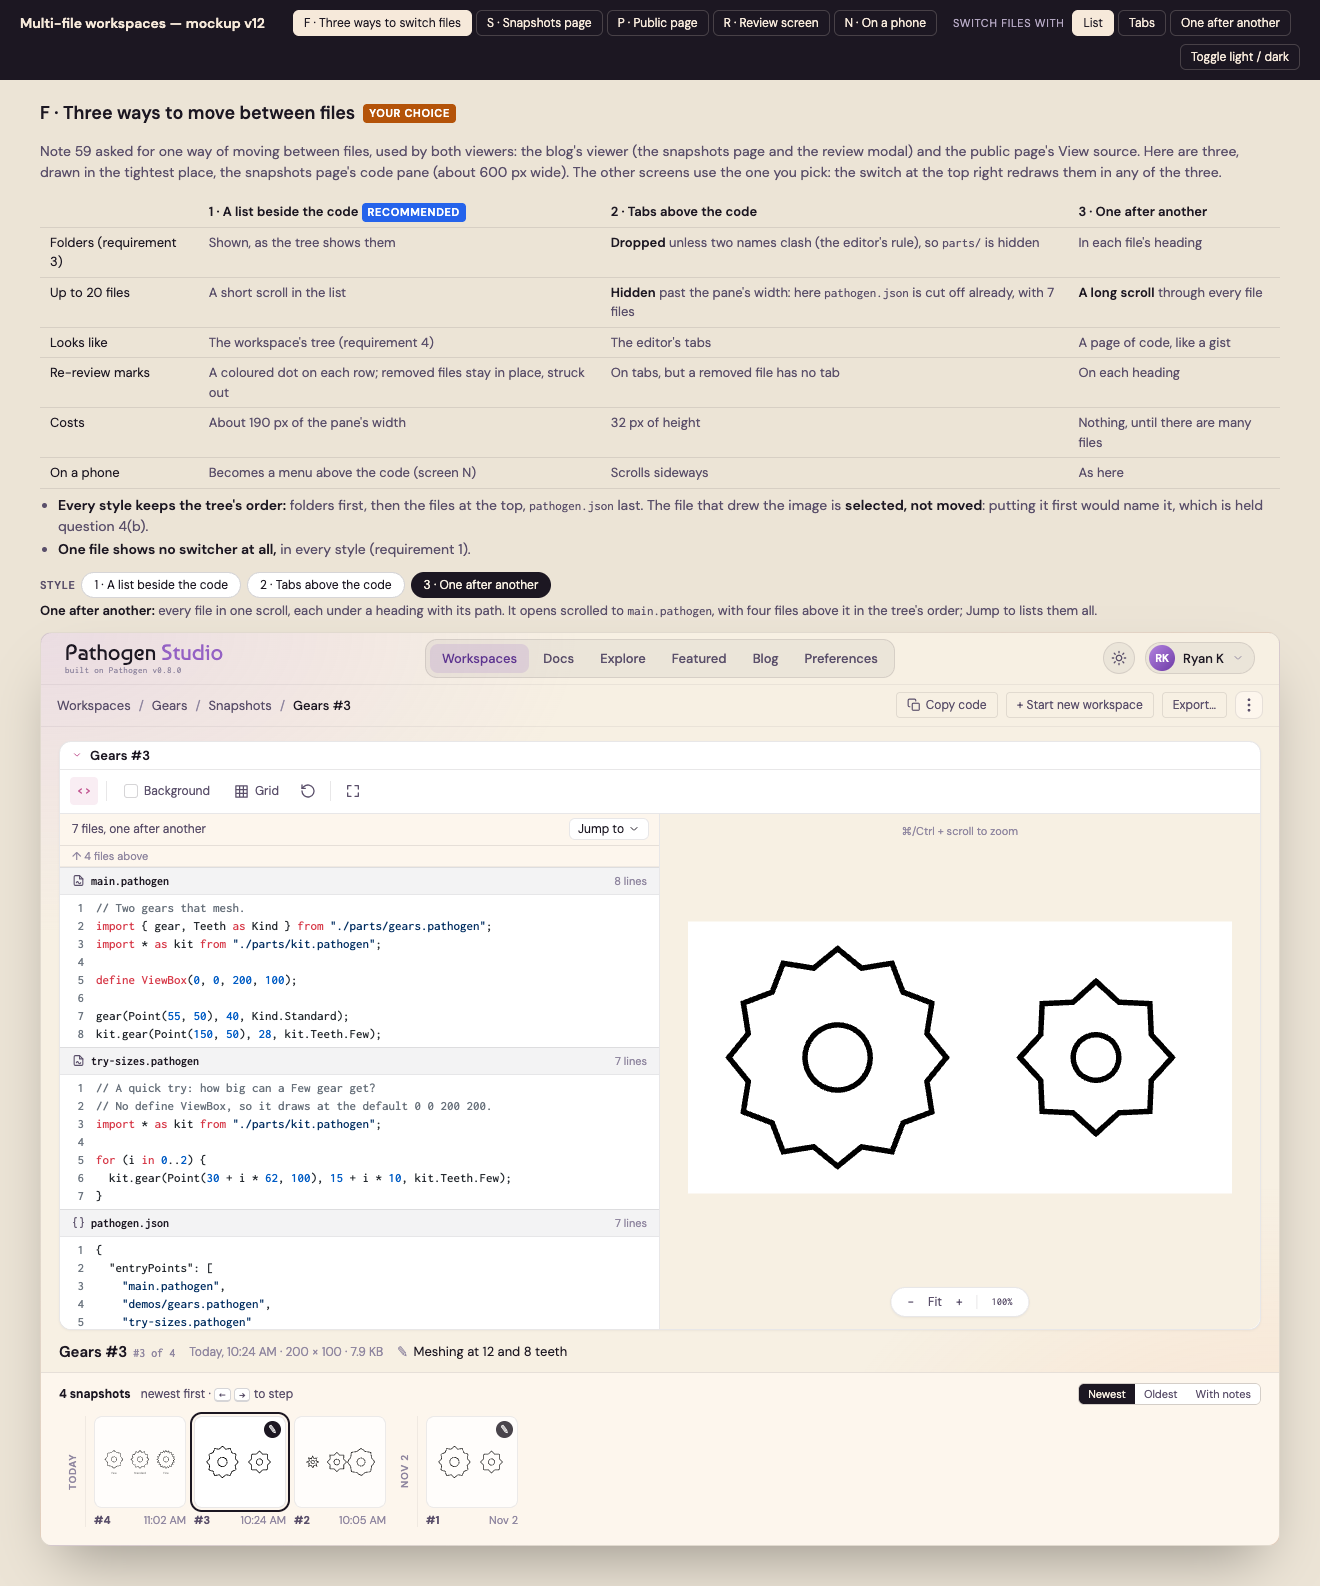 Multi-file workspaces — mockup v12
F · Three ways to switch files
S · Snapshots page
P · Public page
R · Review screen
N · On a phone
SWITCH FILES WITH
List
Tabs
One after another
Toggle light / dark
F · Three ways to move between files YOUR CHOICE
Note 59 asked for one way of moving between files, used by both viewers: the blog's viewer (the snapshots page and the review modal) and the public page's View source. Here are three,
drawn in the tightest place, the snapshots page's code pane (about 600 px wide). The other screens use the one you pick: the switch at the top right redraws them in any of the three.
1 · A list beside the code RECOMMENDED
2 · Tabs above the code
3 · One after another
Folders (requirement
3)
Shown, as the tree shows them
Dropped unless two names clash (the editor's rule), so parts/ is hidden
In each file's heading
Up to 20 files
A short scroll in the list
Hidden past the pane's width: here pathogen.json is cut off already, with 7
files
A long scroll through every file
Looks like
The workspace's tree (requirement 4)
The editor's tabs
A page of code, like a gist
Re-review marks
A coloured dot on each row; removed files stay in place, struck
out
On tabs, but a removed file has no tab
On each heading
Costs
About 190 px of the pane's width
32 px of height
Nothing, until there are many
files
On a phone
Becomes a menu above the code (screen N)
Scrolls sideways
As here
• Every style keeps the tree's order: folders first, then the files at the top, pathogen.json last. The file that drew the image is selected, not moved: putting it first would name it, which is held
question 4(b).
• One file shows no switcher at all, in every style (requirement 1).
STYLE
1 · A list beside the code
2 · Tabs above the code
3 · One after another
One after another: every file in one scroll, each under a heading with its path. It opens scrolled to main.pathogen, with four files above it in the tree's order; Jump to lists them all.
Pathogen Studio
built on Pathogen v0.8.0
Workspaces
Docs
Explore
Featured
Blog
Preferences
RK
Ryan K
Workspaces / Gears / Snapshots / Gears #3
Copy code
+ Start new workspace
Export…
Gears #3
Background
Grid
7 files, one after another
Jump to
↑ 4 files above
main.pathogen
8 lines
1 // Two gears that mesh.
2 import { gear, Teeth as Kind } from "./parts/gears.pathogen";
3 import * as kit from "./parts/kit.pathogen";
4
5 define ViewBox(0, 0, 200, 100);
6
7 gear(Point(55, 50), 40, Kind.Standard);
8 kit.gear(Point(150, 50), 28, kit.Teeth.Few);
try-sizes.pathogen
7 lines
1 // A quick try: how big can a Few gear get?
2 // No define ViewBox, so it draws at the default 0 0 200 200.
3 import * as kit from "./parts/kit.pathogen";
4
5 for (i in 0..2) {
6 kit.gear(Point(30 + i * 62, 100), 15 + i * 10, kit.Teeth.Few);
7 }
{} pathogen.json
7 lines
1 {
2 "entryPoints": [
3 "main.pathogen",
4 "demos/gears.pathogen",
5 "try-sizes.pathogen"
⌘/Ctrl + scroll to zoom
− Fit + 100%
Gears #3 #3 of 4 Today, 10:24 AM · 200 × 100 · 7.9 KB ✎ Meshing at 12 and 8 teeth
4 snapshots newest first · ← → to step
Newest
Oldest
With notes
TODAY
#4 11:02 AM
#3 10:24 AM
#2 10:05 AM
NOV 2
#1 Nov 2